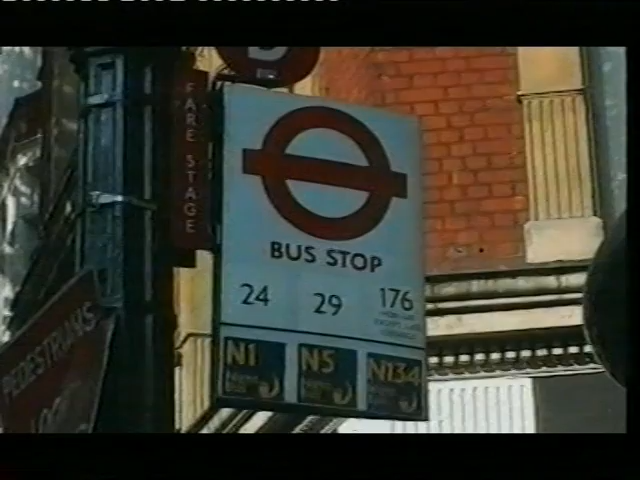 D
FARE STAGE
BUS STOP
24 29 176
N1 N5 N134
PEDESTRIANS